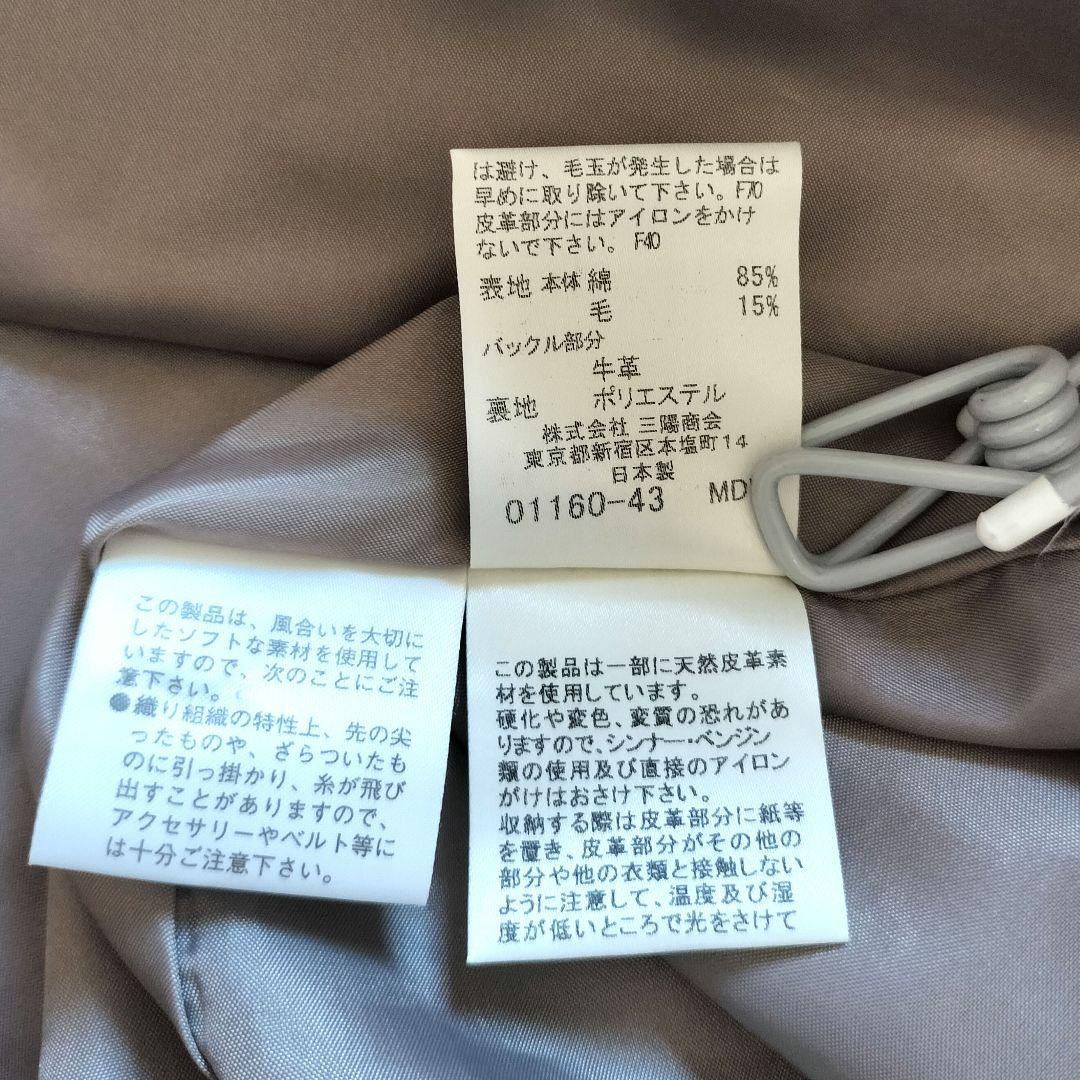 は避け、毛玉が発生した場合は
早めに取り除いて下さい。F70
皮革部分にはアイロンをかけ
ないで下さい。F40
表地 本体 綿 85%
毛 15%
バックル部分
牛革
裏地 ポリエステル
株式会社 三陽商会
東京都新宿区本塩町14
日本製
01160-43 MD
この製品は、風合いを大切に
したソフトな素材を使用して
いますので、次のことにご注
意下さい。
●織り組織の特性上、先の尖
ったものや、ざらついたも
のに引っ掛かり、糸が飛び
出すことがありますので、
アクセサリーやベルト等に
は十分ご注意下さい。
この製品は一部に天然皮革素
材を使用しています。
硬化や変色、変質の恐れがあ
りますので、シンナー・ベンジン
類の使用及び直接のアイロン
がけはおさけ下さい。
収納する際は皮革部分に紙等
を置き、皮革部分がその他の
部分や他の衣類と接触しない
ように注意して、温度及び湿
度が低いところで光をさけて